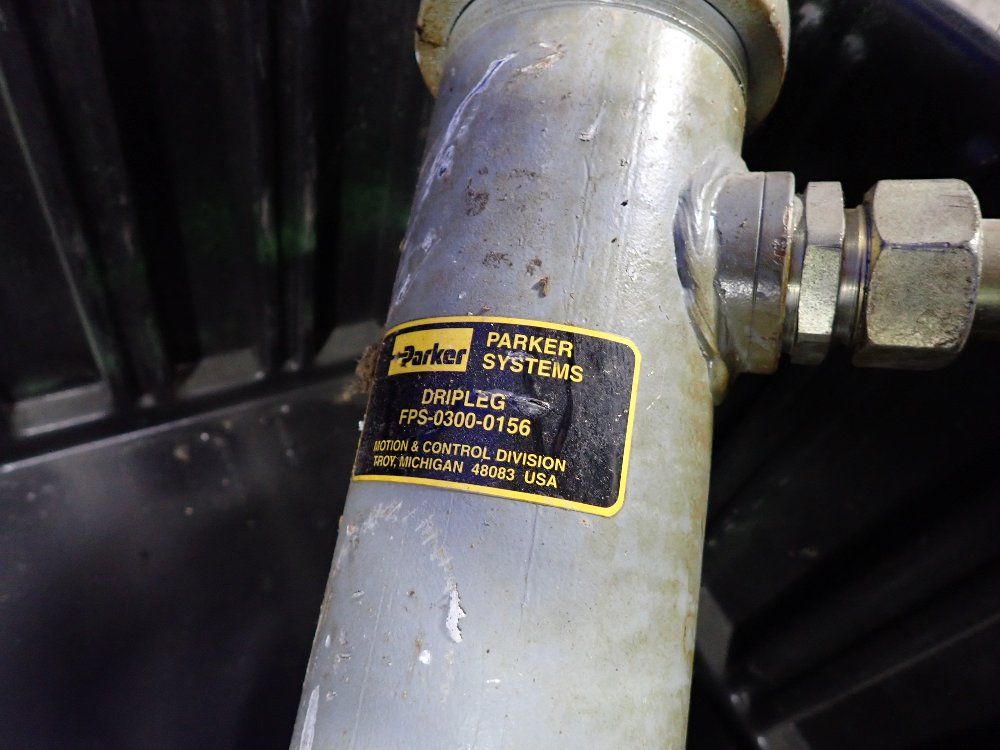 Parker
PARKER
SYSTEMS
DRIPLEG
FPS-0300-0156
MOTION & CONTROL DIVISION
TROY, MICHIGAN 48083 USA